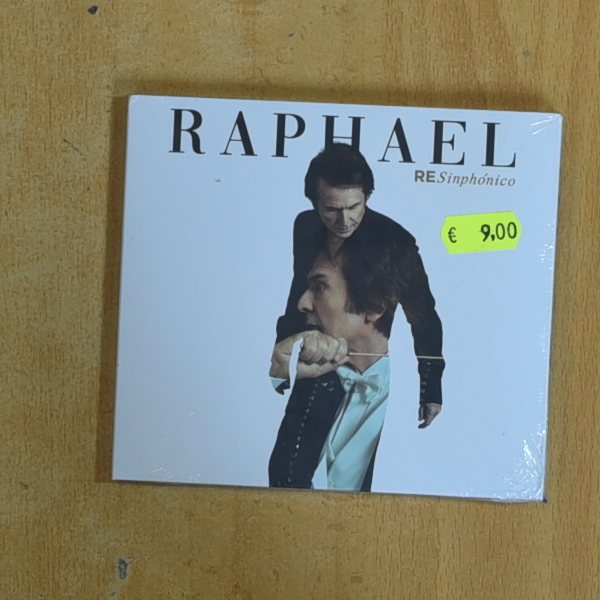 RAPHAEL
RESinphónico
€ 9,00